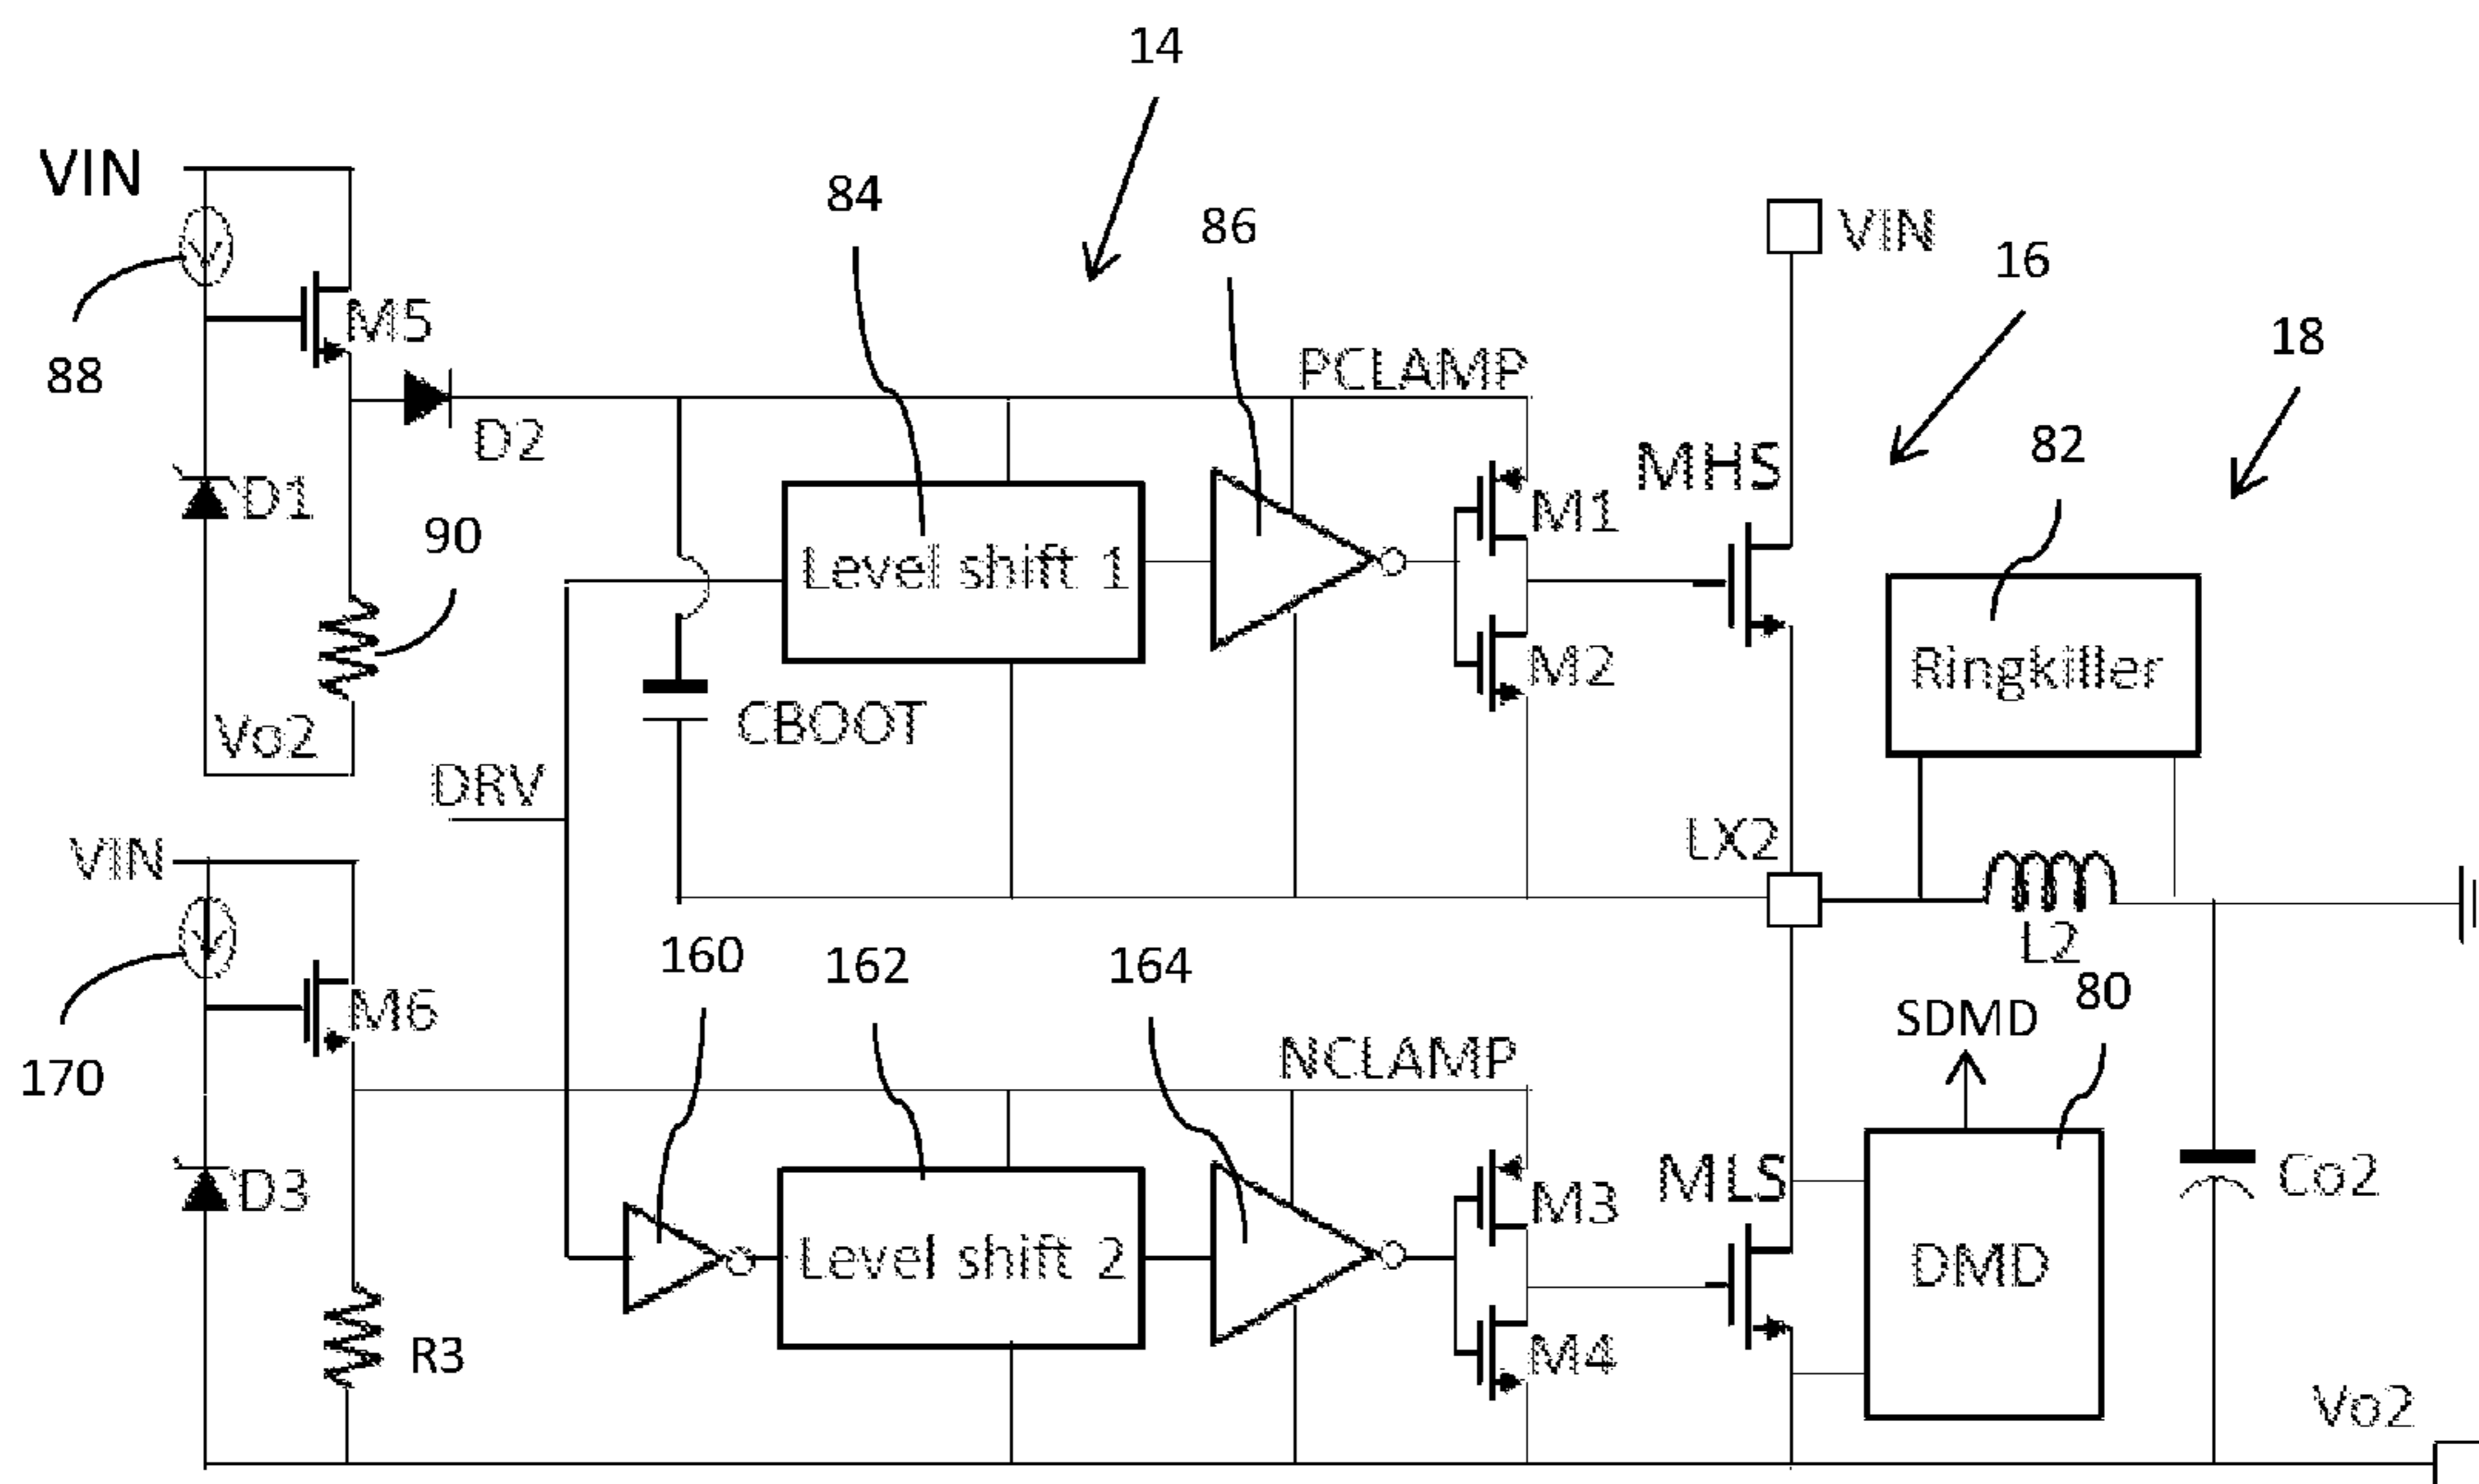 14
VIN
84
86
VIN
16
18
88
M5
PCLAMP
D2
MHS
82
D1
90
Level shift 1
M1
M2
Ringkiller
Vo2
CBOOT
DRV
VIN
LX2
L2
160
162
164
SDMD
80
170
M6
NCLAMP
D3
MLS
M3
Co2
Level shift 2
DMD
R3
M4
Vo2